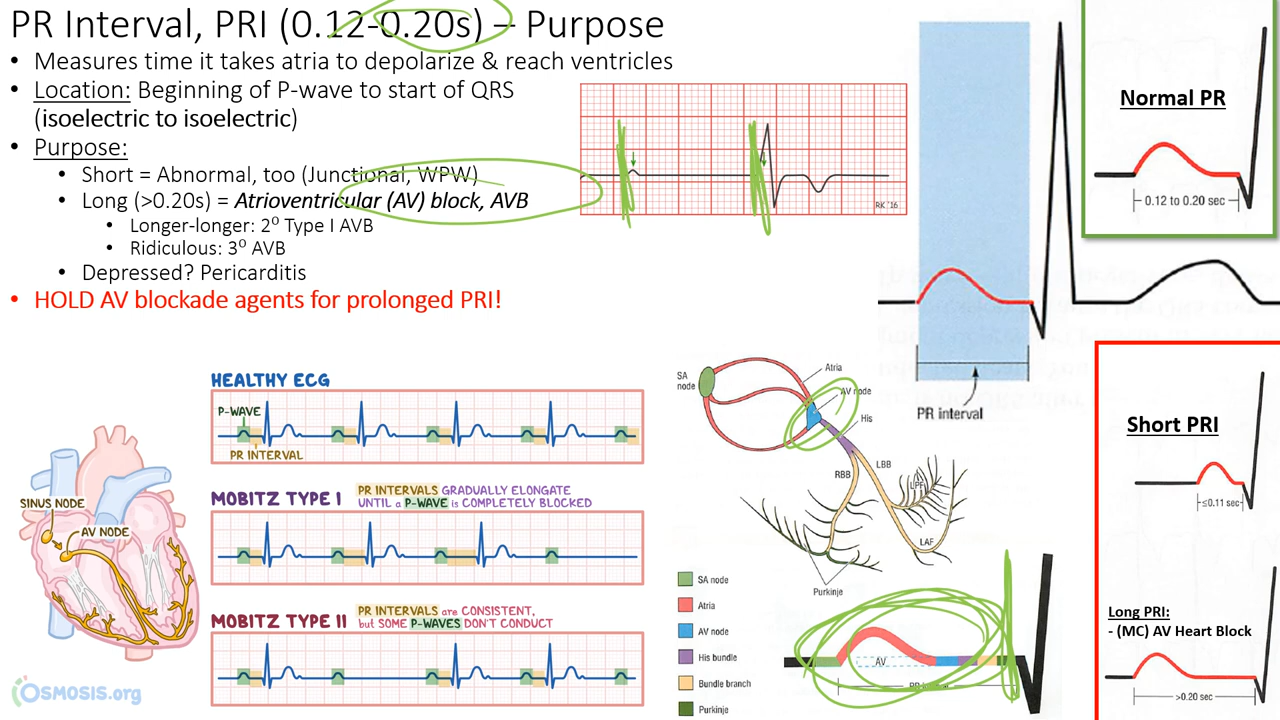 PR Interval, PRI (0.12-0.20s) – Purpose
• Measures time it takes atria to depolarize & reach ventricles
• Location: Beginning of P-wave to start of QRS
(isoelectric to isoelectric)
• Purpose:
• Short = Abnormal, too (Junctional, WPW)
• Long (>0.20s) = Atrioventricular (AV) block, AVB
• Longer-longer: 2⁰ Type I AVB
• Ridiculous: 3⁰ AVB
• Depressed? Pericarditis
• HOLD AV blockade agents for prolonged PRI!
RK '16
PR interval
Normal PR
0.12 to 0.20 sec
Short PRI
≤0.11 sec
Long PRI:
- (MC) AV Heart Block
>0.20 sec
SINUS NODE
AV NODE
OSMOSIS.org
HEALTHY ECG
P-WAVE
PR INTERVAL
MOBITZ TYPE I
PR INTERVALS GRADUALLY ELONGATE
UNTIL a P-WAVE is COMPLETELY BLOCKED
MOBITZ TYPE II
PR INTERVALS are CONSISTENT,
but SOME P-WAVES DON'T CONDUCT
SA
node
Atria
AV node
His
RBB
LBB
LPF
LAF
Purkinje
SA node
Atria
AV node
His bundle
Bundle branch
Purkinje
AV